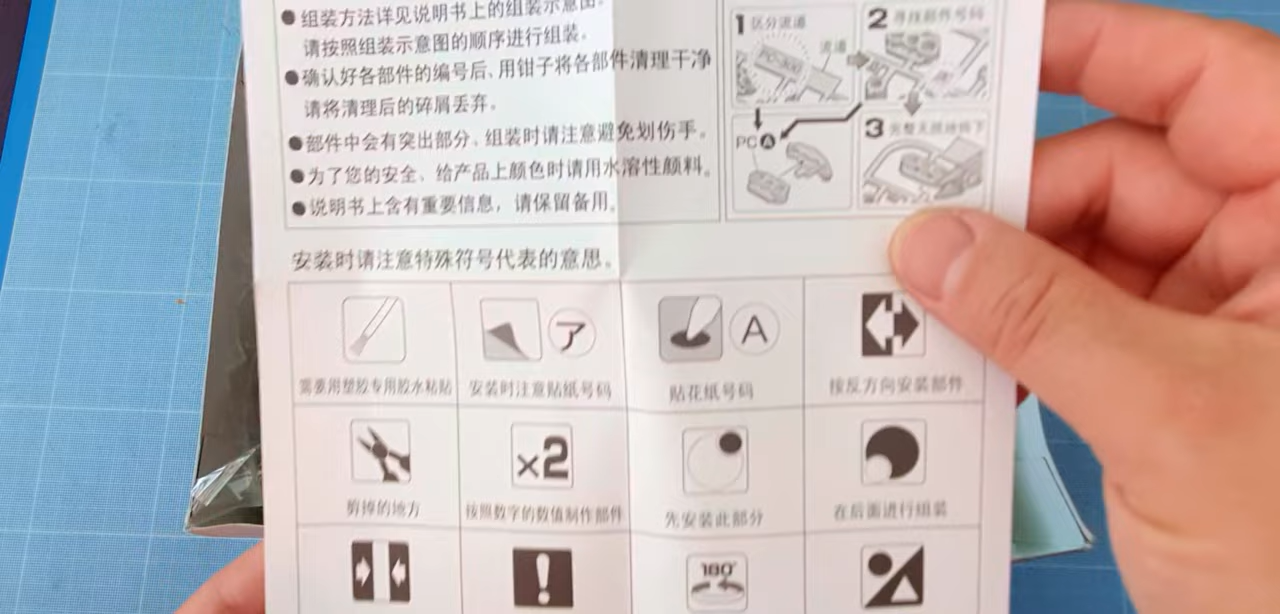 ●组装方法详见说明书上的组装示意图。
请按照组装示意图的顺序进行组装。
●确认好各部件的编号后、用钳子将各部件清理干净
请将清理后的碎屑丢弃。
●部件中会有突出部分、组装时请注意避免划伤手。
●为了您的安全、给产品上颜色时请用水溶性颜料。
●说明书上含有重要信息，请保留备用。
1 区分流道
流道
2 寻找部件号码
PC A
3
安装时请注意特殊符号代表的意思。
ア
A
需要用塑胶专用胶水粘贴
安装时注意贴纸号码
贴花纸号码
按反方向安装部件
×2
剪掉的地方
按照数字的数值制作部件
先安装此部分
在后面进行组装
!
180°